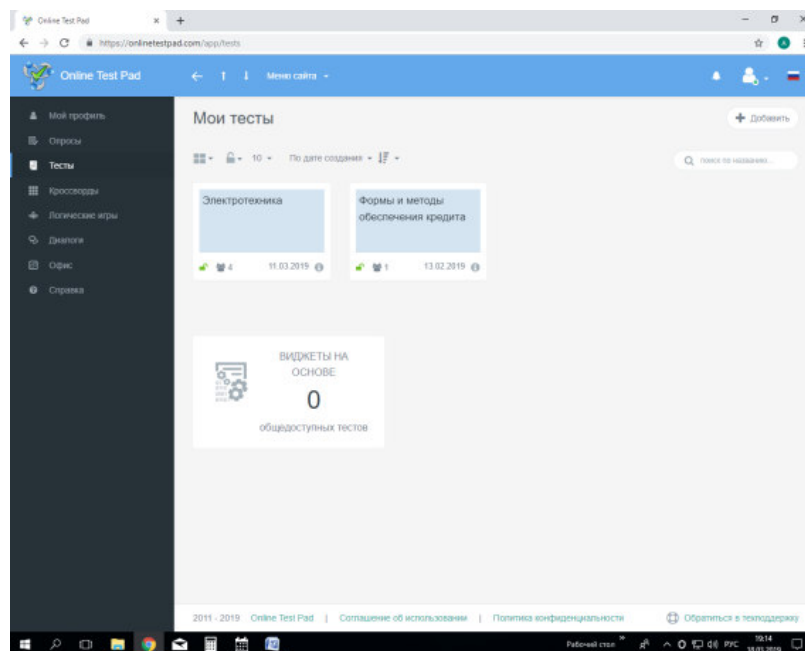 Online Test Pad
https://onlinetestpad.com/app/tests
Online Test Pad
Меню сайта
Мой профиль
Опросы
Тесты
Кроссворды
Логические игры
Диалоги
Офис
Справка
Мои тесты
Добавить
10
По дате создания
поиск по названию...
Электротехника
4
11.03.2019
Формы и методы
обеспечения кредита
1
13.02.2019
ВИДЖЕТЫ НА
ОСНОВЕ
0
общедоступных тестов
2011 - 2019 Online Test Pad | Соглашение об использовании | Политика конфиденциальности
Обратиться в техподдержку
Рабочий стол
РУС
19:14
18.03.2019